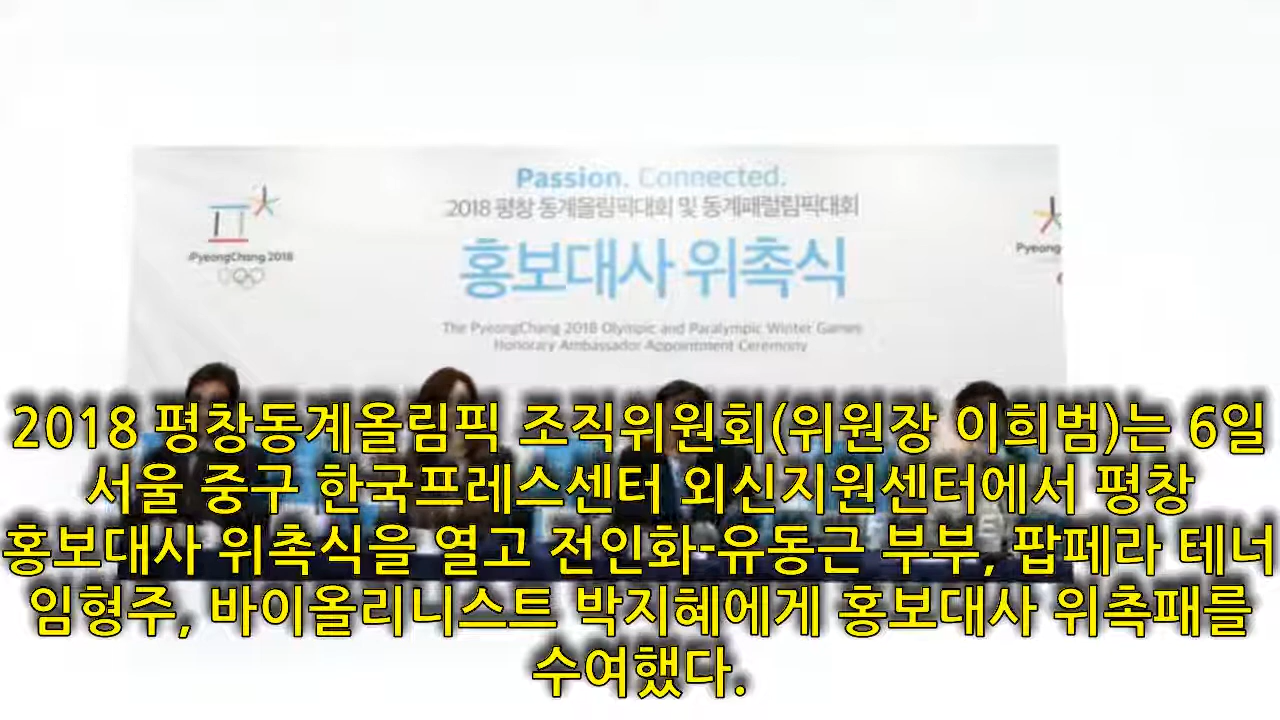 Passion. Connected.
2018 평창 동계올림픽대회 및 동계패럴림픽대회
PyeongChang 2018
홍보대사 위촉식
Pyeong
The PyeongChang 2018 Olympic and Paralympic Winter Games
Honorary Ambassador Appointment Ceremony
2018 평창동계올림픽 조직위원회(위원장 이희범)는 6일
서울 중구 한국프레스센터 외신지원센터에서 평창
홍보대사 위촉식을 열고 전인화-유동근 부부, 팝페라 테너
임형주, 바이올리니스트 박지혜에게 홍보대사 위촉패를
수여했다.